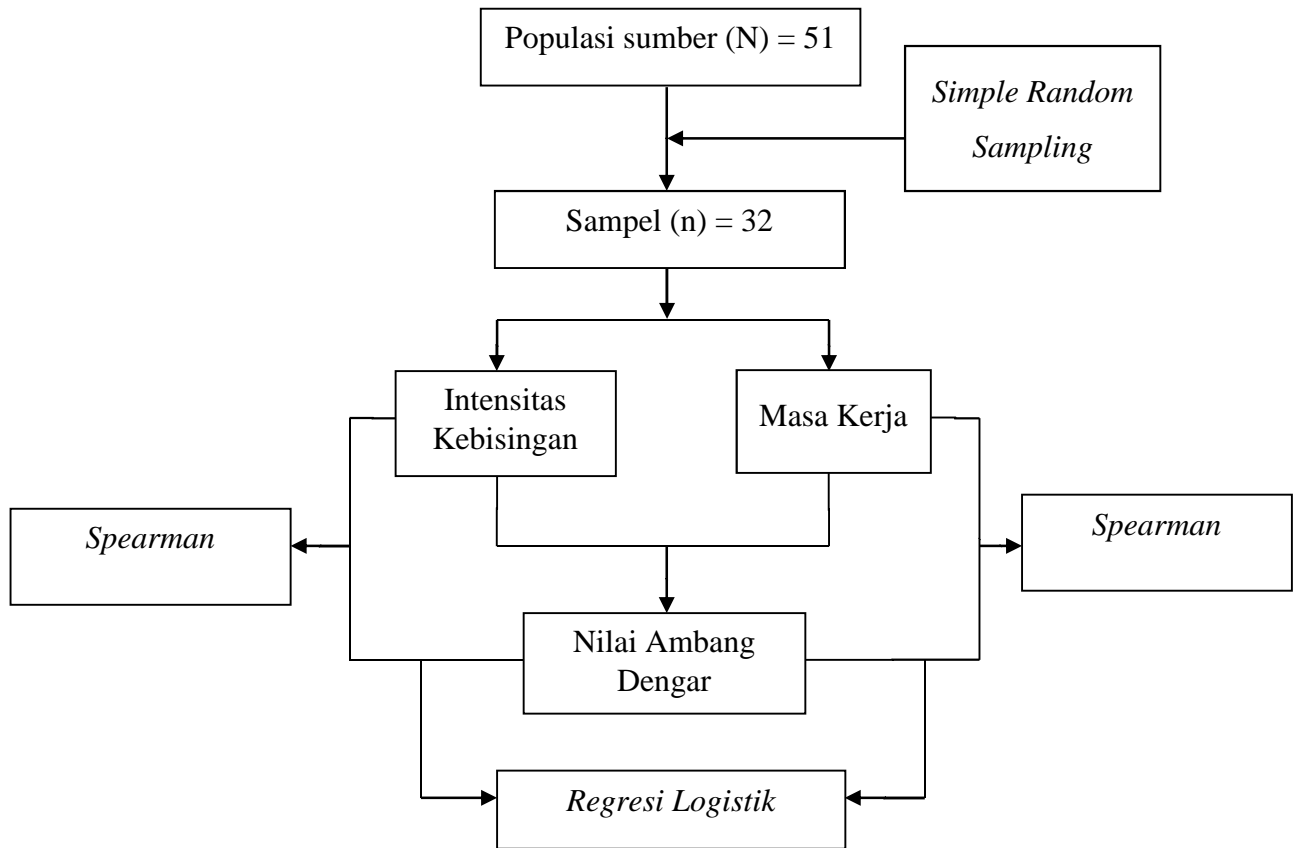 Populasi sumber (N) = 51
Simple Random
Sampling
Sampel (n) = 32
Intensitas
Kebisingan
Masa Kerja
Spearman
Spearman
Nilai Ambang
Dengar
Regresi Logistik